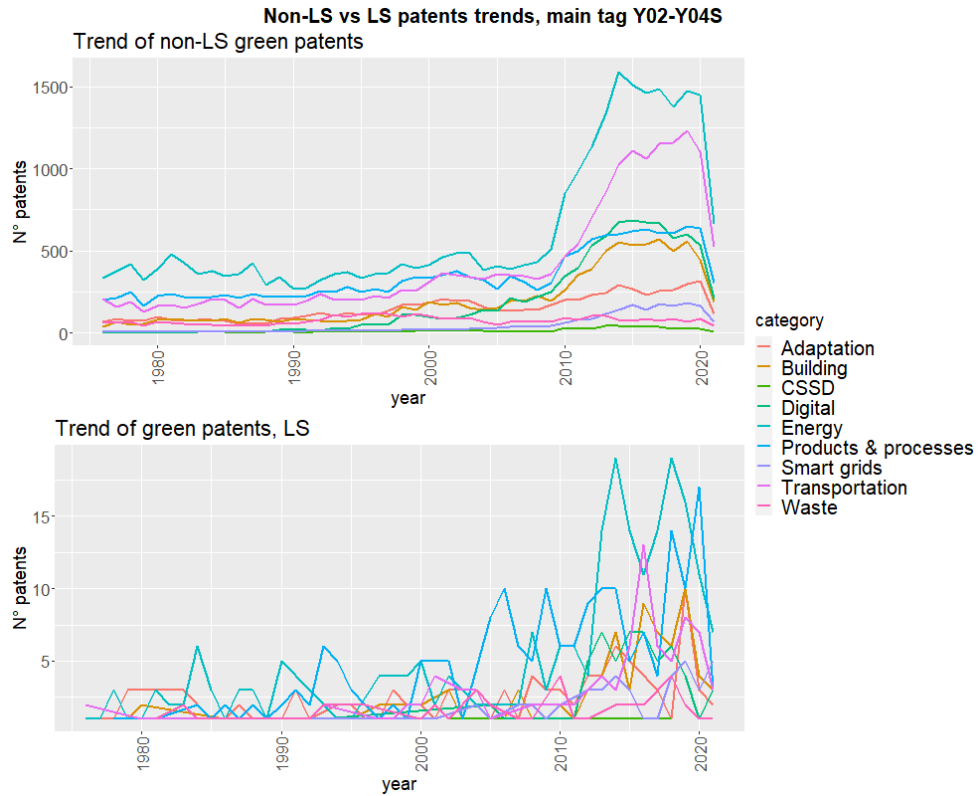 Non-LS vs LS patents trends, main tag Y02-Y04S
Trend of non-LS green patents
N° patents
1500
1000
500
0
1980
1990
2000
2010
2020
year
category
Adaptation
Building
CSSD
Digital
Energy
Products & processes
Smart grids
Transportation
Waste
Trend of green patents, LS
N° patents
15
10
5
1980
1990
2000
2010
2020
year